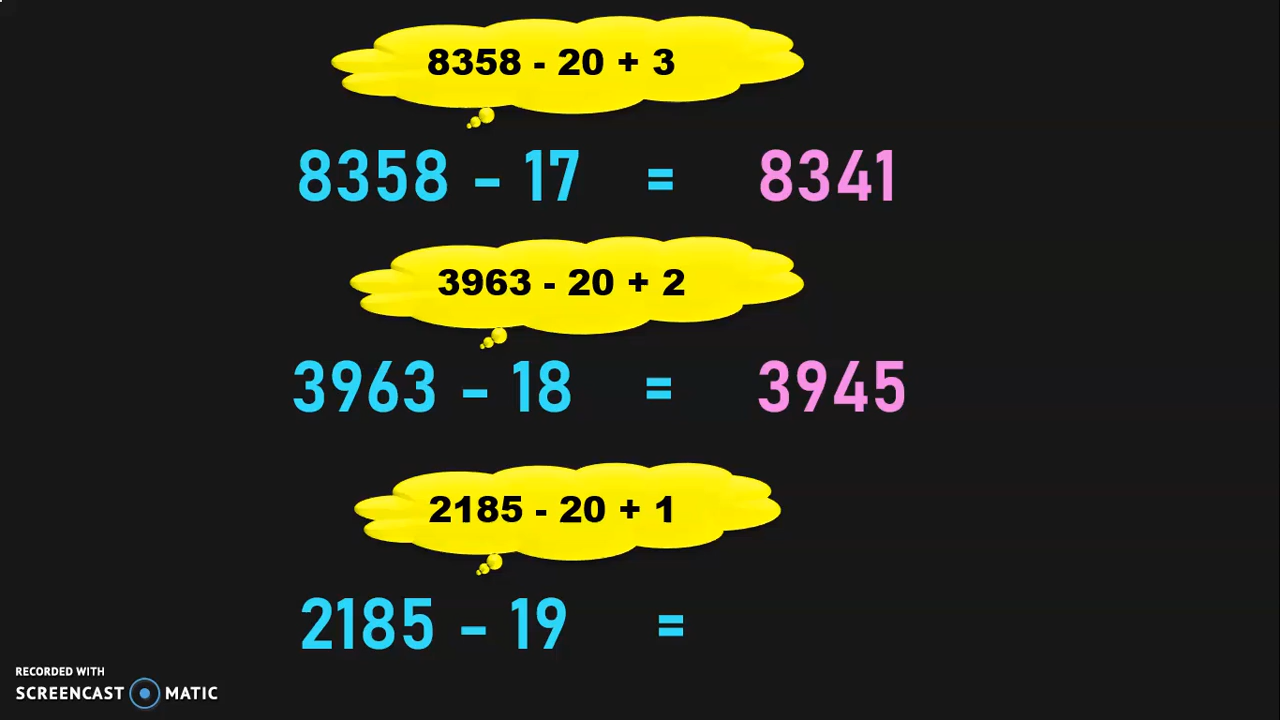 8358 - 20 + 3
8358 - 17 = 8341
3963 - 20 + 2
3963 - 18 = 3945
2185 - 20 + 1
2185 - 19 =
RECORDED WITH
SCREENCAST MATIC